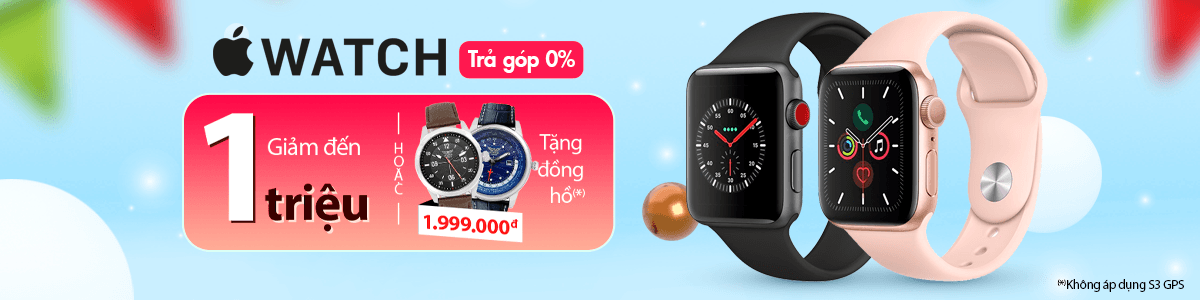 WATCH
Trả góp 0%
1
Giảm đến
triệu
HOẶC
Tặng
đồng
hồ(*)
1.999.000đ
(*)Không áp dụng S3 GPS